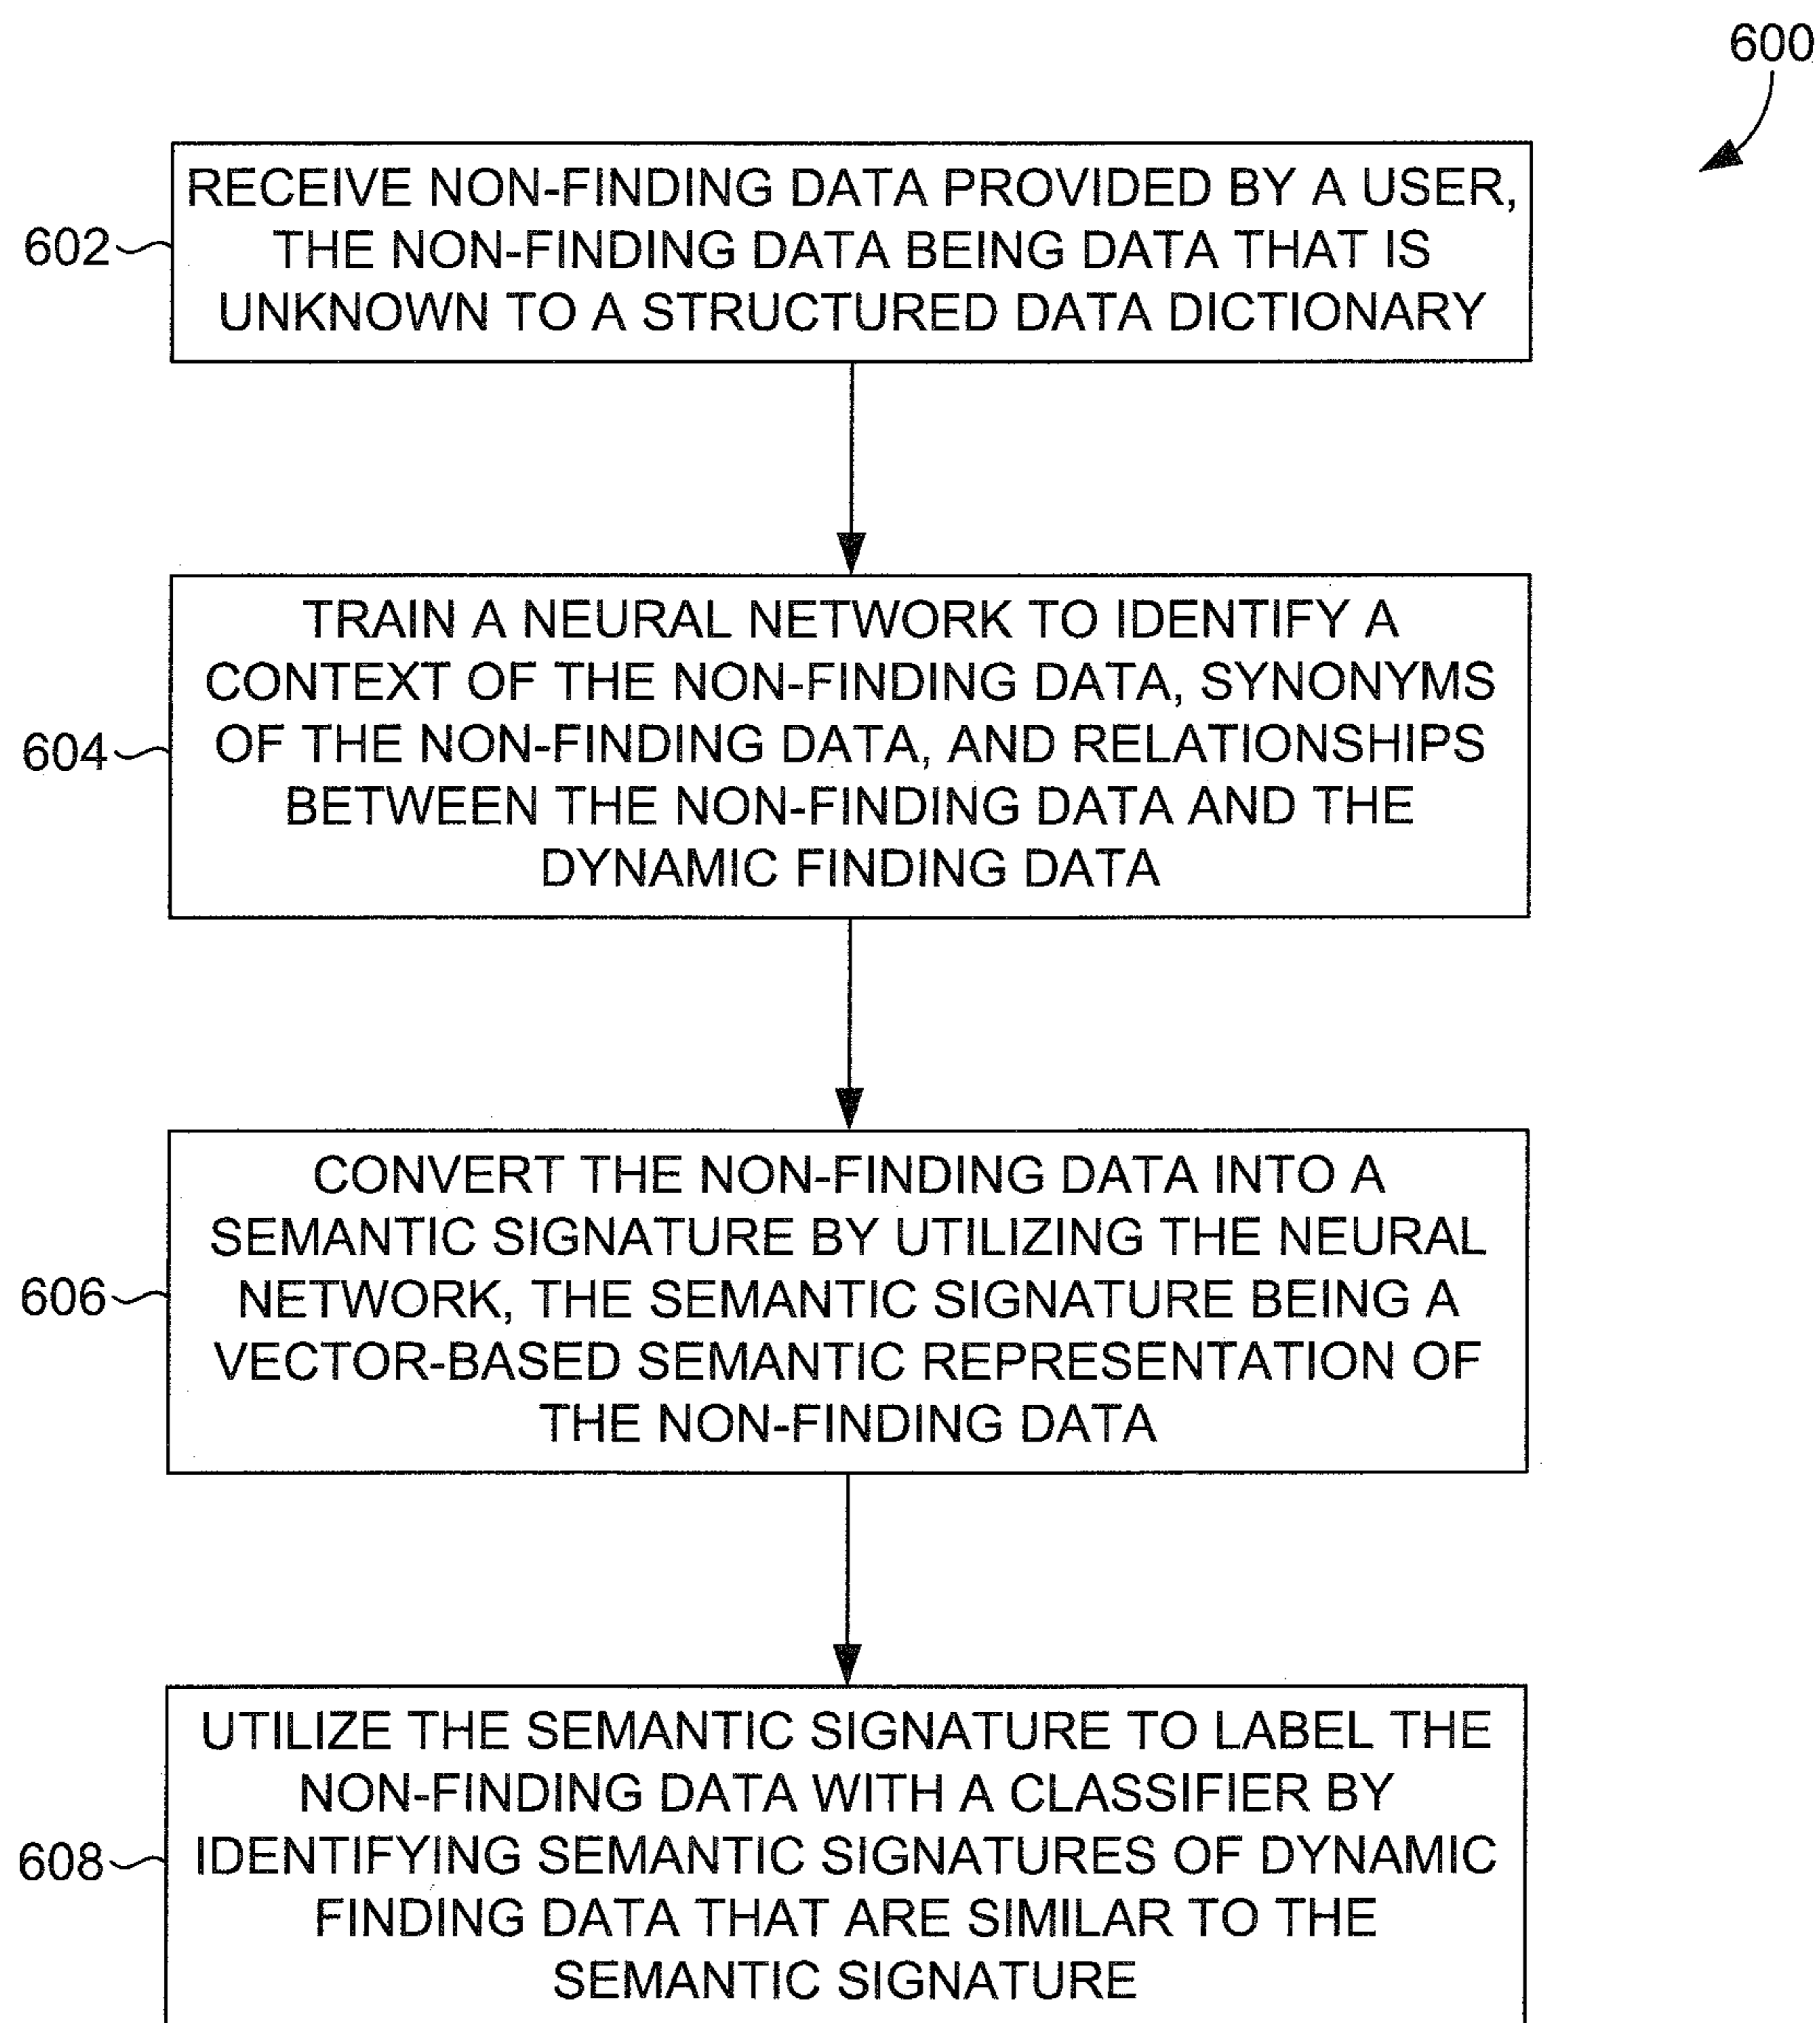 600
RECEIVE NON-FINDING DATA PROVIDED BY A USER,
602
THE NON-FINDING DATA BEING DATA THAT IS
UNKNOWN TO A STRUCTURED DATA DICTIONARY
TRAIN A NEURAL NETWORK TO IDENTIFY A
CONTEXT OF THE NON-FINDING DATA, SYNONYMS
604
OF THE NON-FINDING DATA, AND RELATIONSHIPS
BETWEEN THE NON-FINDING DATA AND THE
DYNAMIC FINDING DATA
CONVERT THE NON-FINDING DATA INTO A
SEMANTIC SIGNATURE BY UTILIZING THE NEURAL
606
NETWORK, THE SEMANTIC SIGNATURE BEING A
VECTOR-BASED SEMANTIC REPRESENTATION OF
THE NON-FINDING DATA
UTILIZE THE SEMANTIC SIGNATURE TO LABEL THE
NON-FINDING DATA WITH A CLASSIFIER BY
608
IDENTIFYING SEMANTIC SIGNATURES OF DYNAMIC
FINDING DATA THAT ARE SIMILAR TO THE
SEMANTIC SIGNATURE